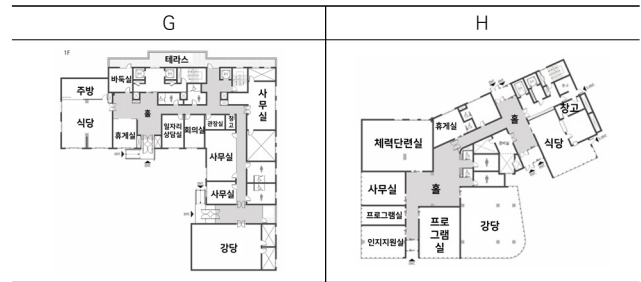 G
H
1F
테라스
바둑실
주방
식당
홀
휴게실
일자리
상담실
회의실
관장실
창
고
사
무
실
사무실
사무실
강당
창고
휴게실
홀
식당
체력단련실
사무실
홀
프로그램실
프로
그램
실
강당
인지지원실